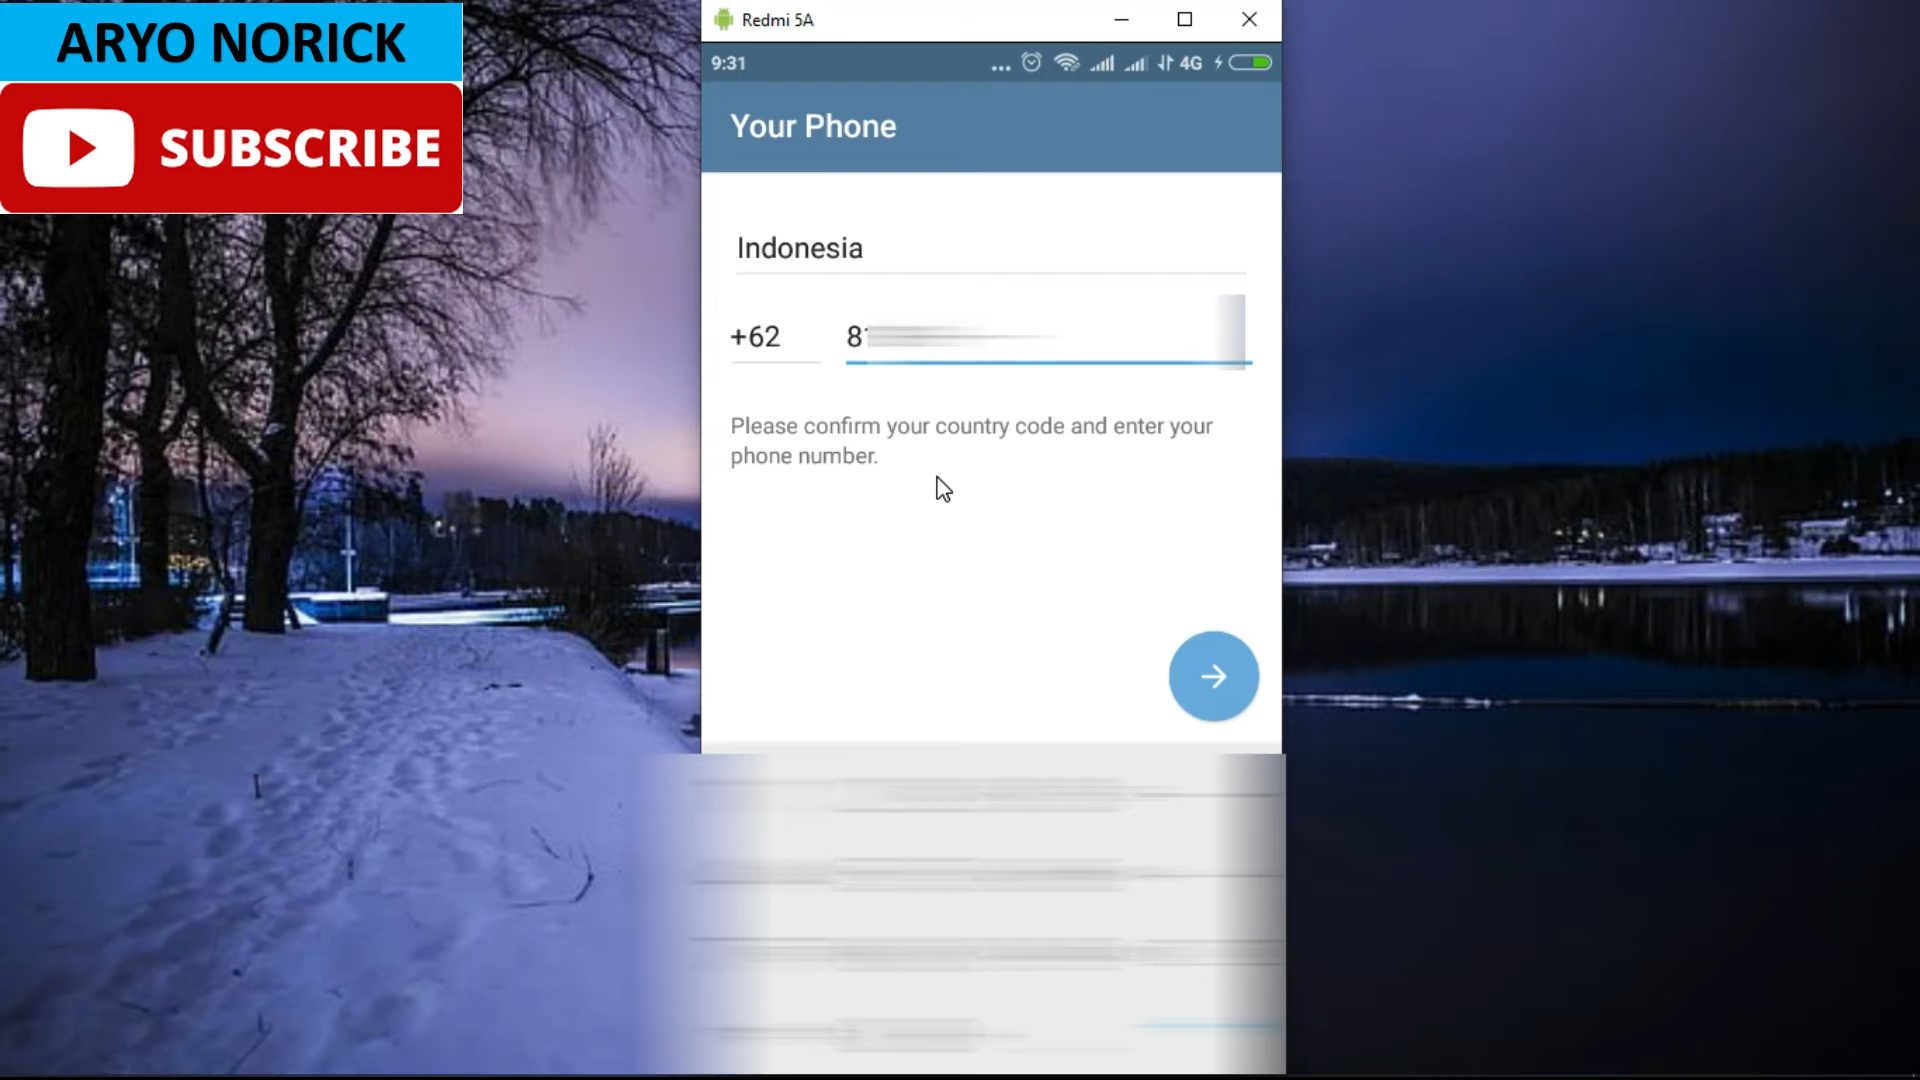 ARYO NORICK
SUBSCRIBE
Redmi 5A
9:31
4G
Your Phone
Indonesia
+62
Please confirm your country code and enter your
phone number.